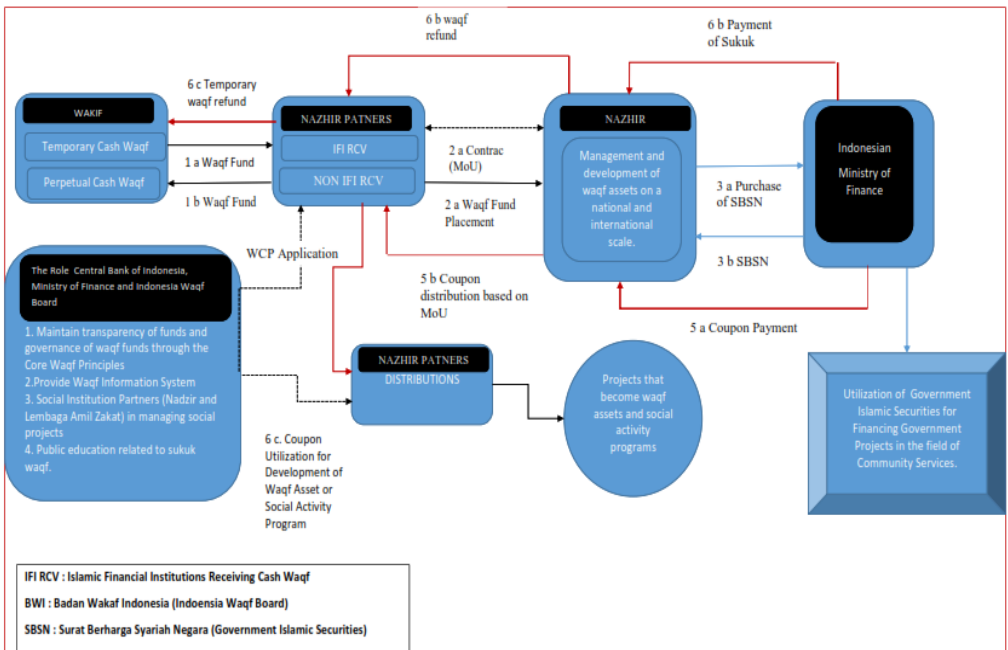 6 b waqf
refund
6 b Payment
of Sukuk
6 c Temporary
waqf refund
WAKIF
Temporary Cash Waqf
Perpetual Cash Waqf
1 a Waqf Fund
1 b Waqf Fund
NAZHIR PATNERS
IFI RCV
NON IFI RCV
2 a Contrac
(MoU)
2 a Waqf Fund
Placement
NAZHIR
Management and
development of
waqf assets on a
national and
international
scale.
3 a Purchase
of SBSN
3 b SBSN
Indonesian
Ministry of
Finance
WCP Application
5 b Coupon
distribution based on
MoU
5 a Coupon Payment
The Role Central Bank of Indonesia,
Ministry of Finance and Indonesia Waqf
Board
1. Maintain transparency of funds and
governance of waqf funds through the
Core Waqf Principles
2.Provide Waqf Information System
3. Social Institution Partners (Nadzir and
Lembaga Amil Zakat) in managing social
projects
4. Public education related to sukuk
waqf.
NAZHIR PATNERS
DISTRIBUTIONS
Projects that
become waqf
assets and social
activity
programs
Utilization of Government
Islamic Securities for
Financing Government
Projects in the field of
Community Services.
6 c. Coupon
Utilization for
Development of
Waqf Asset or
Social Activity
Program
IFI RCV : Islamic Financial Institutions Receiving Cash Waqf
BWI : Badan Wakaf Indonesia (Indoensia Waqf Board)
SBSN : Surat Berharga Syariah Negara (Government Islamic Securities)